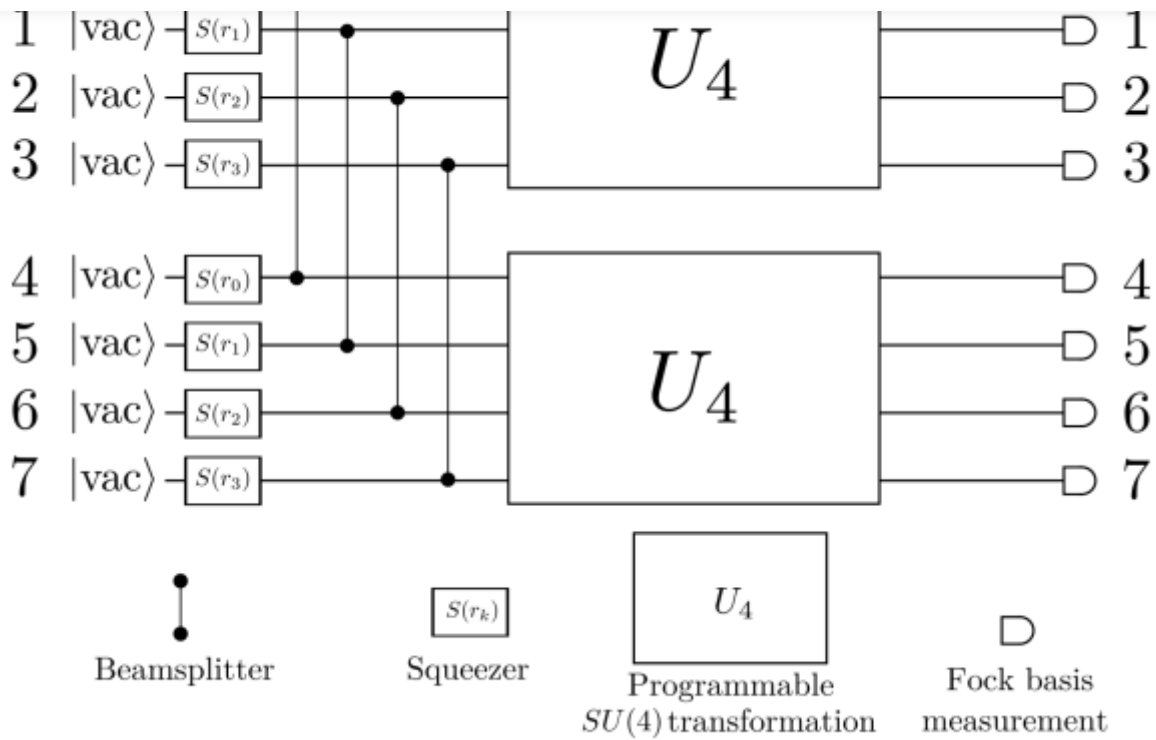 1 |vac⟩ S(r₁) U₄ 1
2 |vac⟩ S(r₂) 2
3 |vac⟩ S(r₃) 3
4 |vac⟩ S(r₀) 4
5 |vac⟩ S(r₁) U₄ 5
6 |vac⟩ S(r₂) 6
7 |vac⟩ S(r₃) 7
S(rₖ) U₄
Beamsplitter Squeezer Programmable Fock basis
SU(4) transformation measurement